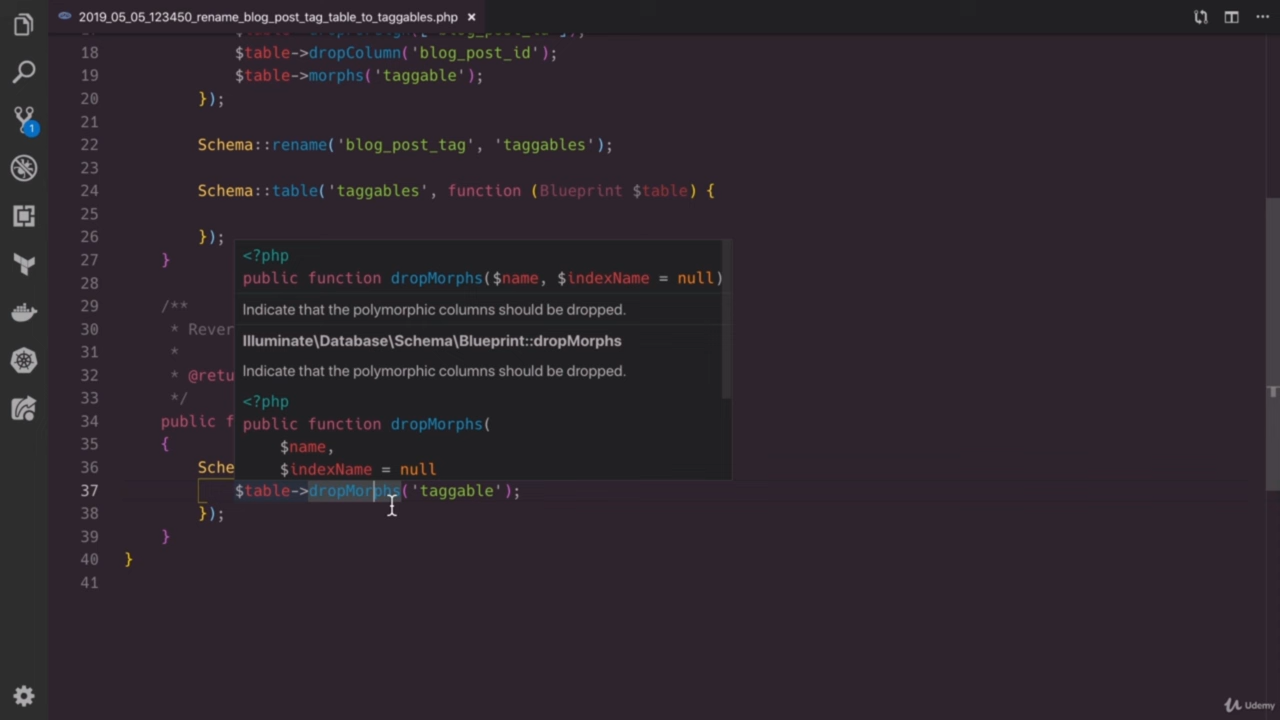 2019_05_05_123450_rename_blog_post_tag_table_to_taggables.php ×
18 $table->dropColumn('blog_post_id');
19 $table->morphs('taggable');
20 });
21
22 Schema::rename('blog_post_tag', 'taggables');
23
24 Schema::table('taggables', function (Blueprint $table) {
25
26 });
27 }
28
29 /**
30 * Rever
31 *
32 * @retu
33 */
34 public f
35 {
36 Sche
<?php
public function dropMorphs($name, $indexName = null)
Indicate that the polymorphic columns should be dropped.
Illuminate\Database\Schema\Blueprint::dropMorphs
Indicate that the polymorphic columns should be dropped.
<?php
public function dropMorphs(
$name,
$indexName = null
37 $table->dropMorphs('taggable');
38 });
39 }
40 }
41
1
Udemy